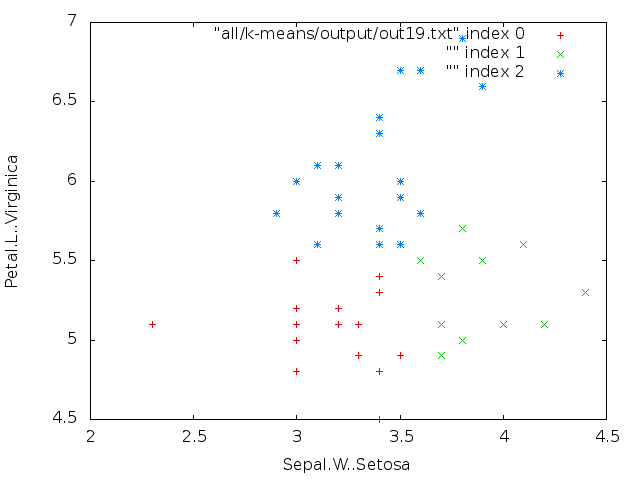 7
"all/k-means/output/out19.txt" index 0
"" index 1
"" index 2
6.5
6
5.5
5
4.5
Petal.L..Virginica
2 2.5 3 3.5 4 4.5
Sepal.W..Setosa